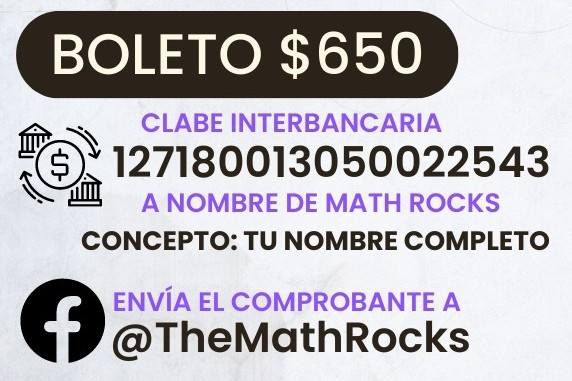 BOLETO $650
CLABE INTERBANCARIA
127180013050022543
A NOMBRE DE MATH ROCKS
CONCEPTO: TU NOMBRE COMPLETO
ENVÍA EL COMPROBANTE A
@TheMathRocks